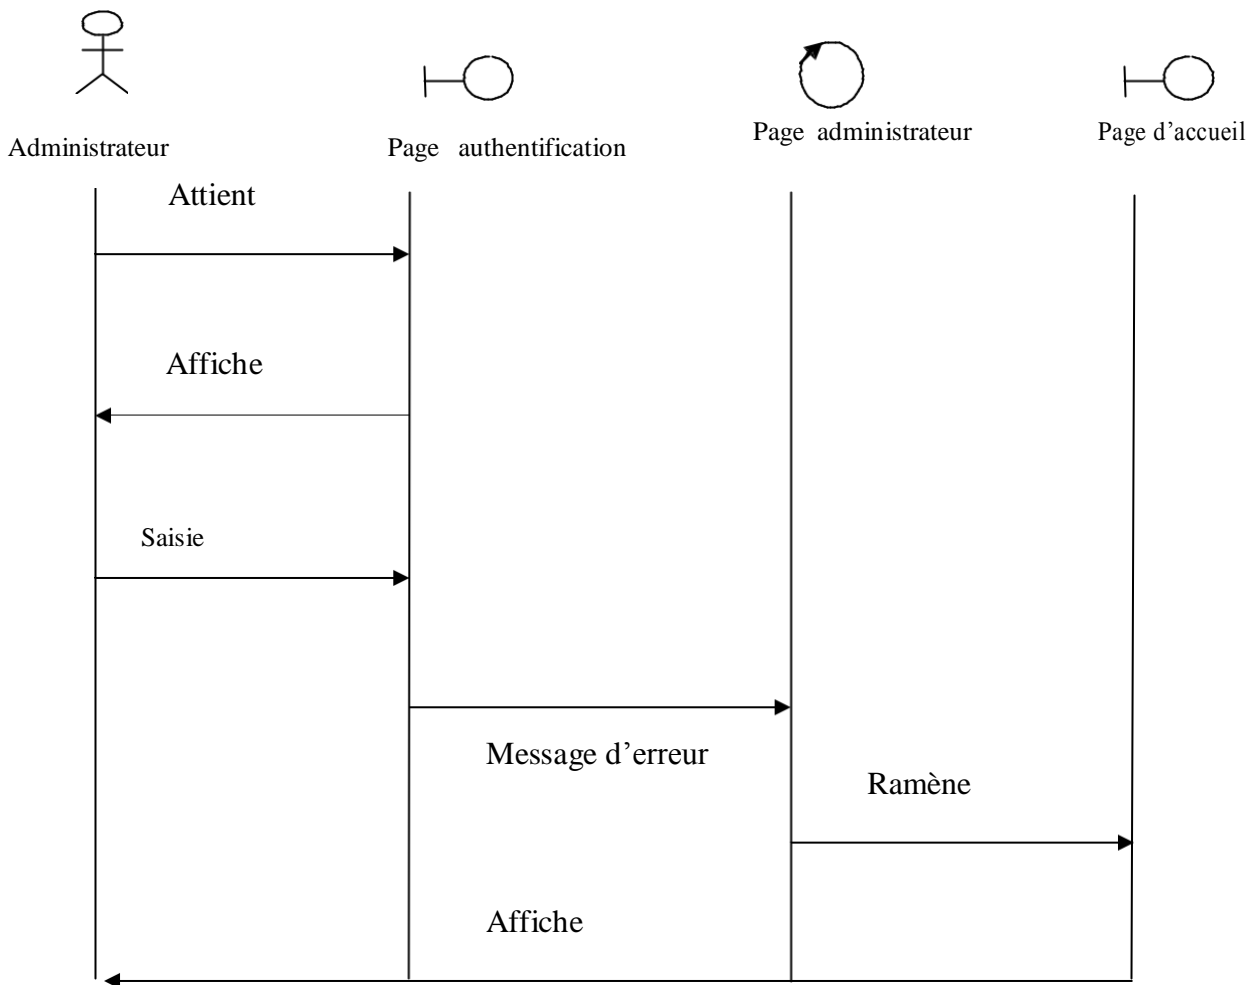 Administrateur
Page authentification
Page administrateur
Page d’accueil
Attient
Affiche
Saisie
Message d’erreur
Ramène
Affiche